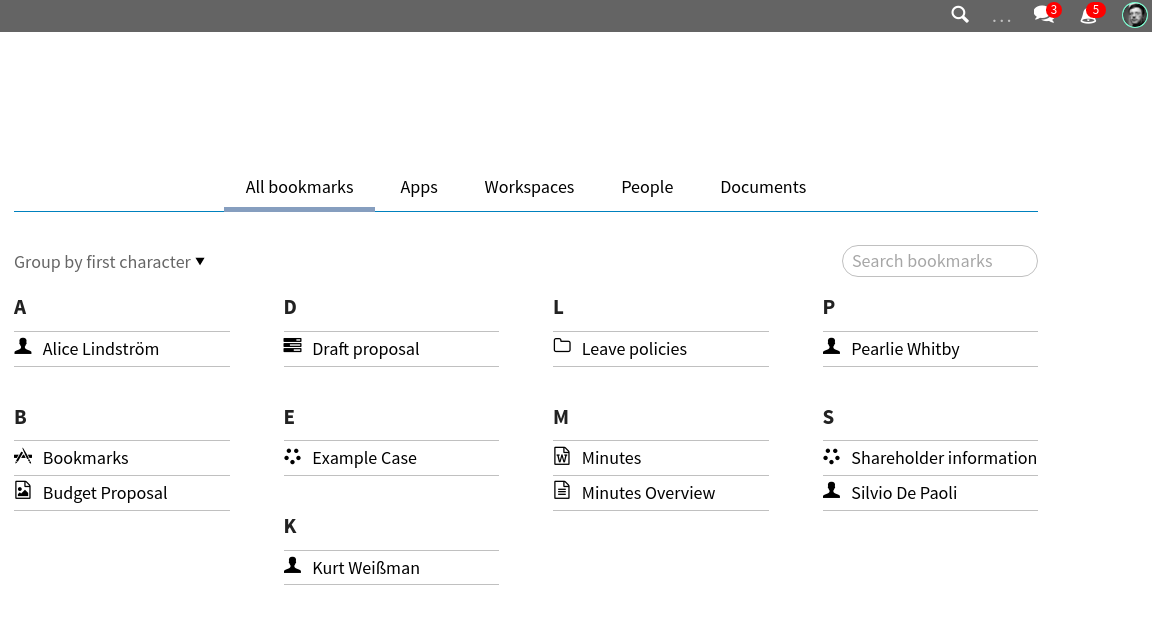 ... 3 5
All bookmarks Apps Workspaces People Documents
Group by first character Search bookmarks
A
Alice Lindström
B
Bookmarks
Budget Proposal
D
Draft proposal
E
Example Case
K
Kurt Weißman
L
Leave policies
M
Minutes
Minutes Overview
P
Pearlie Whitby
S
Shareholder information
Silvio De Paoli